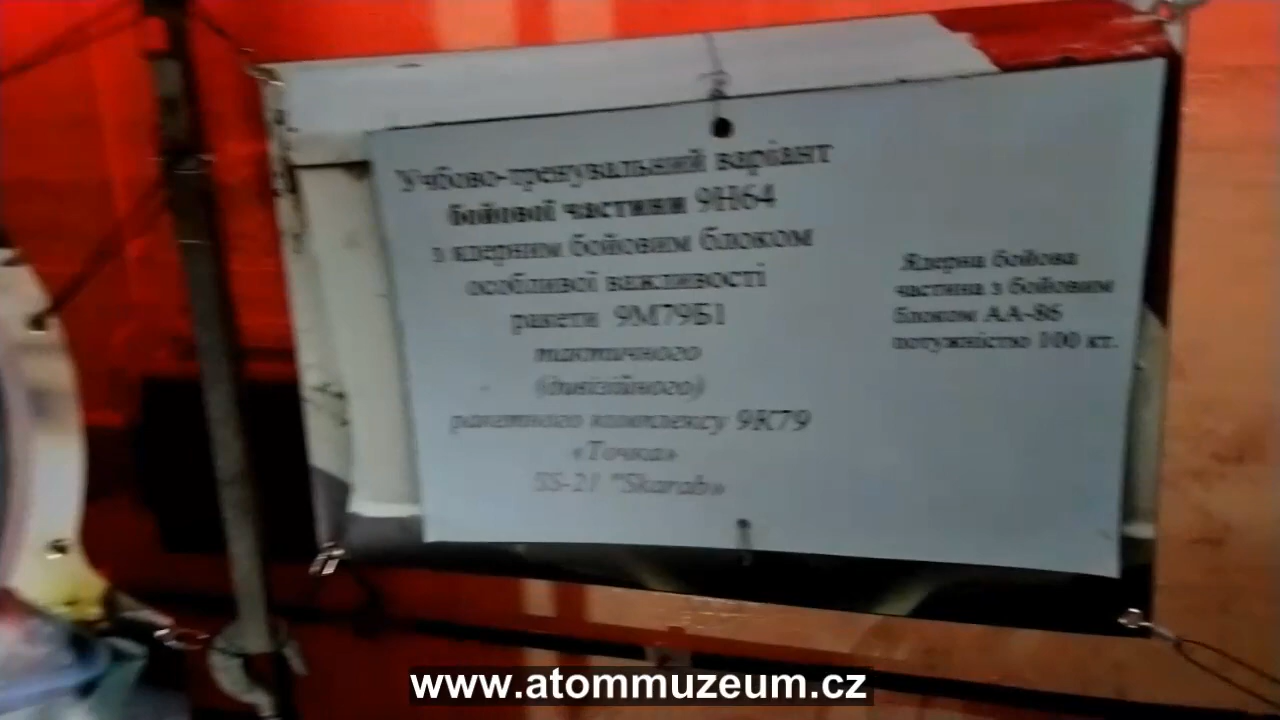 Учбово-тренувальний варіант
бойової частини 9Н64
з ядерним бойовим блоком
особливої важливості
ракети 9М79Б1
тактичного
(дивізійного)
ракетного комплексу 9К79
«Точка»
SS-21 "Skarab»
Ядерна бойова
частина з бойовим
блоком АА-86
потужністю 100 кт.
www.atommuzeum.cz